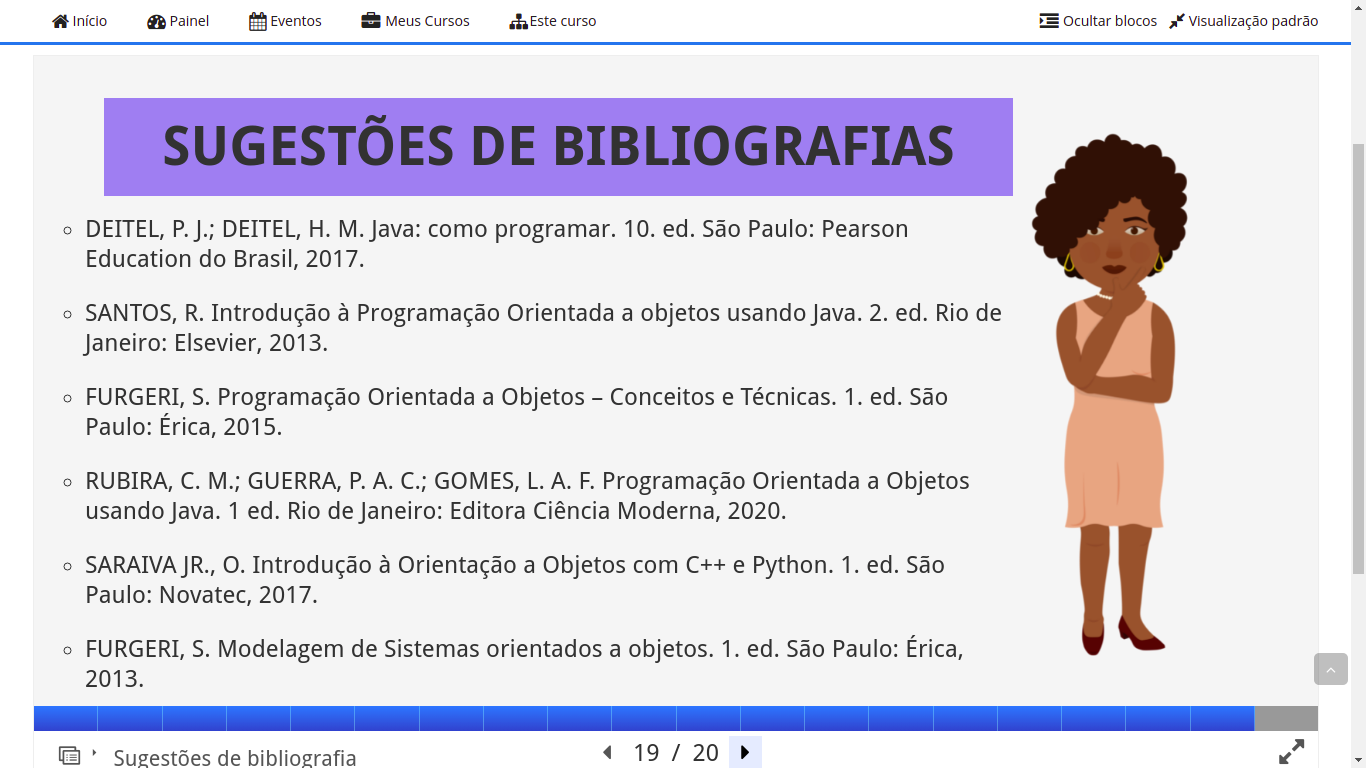 Início Painel Eventos Meus Cursos Este curso Ocultar blocos Visualização padrão
SUGESTÕES DE BIBLIOGRAFIAS
DEITEL, P. J.; DEITEL, H. M. Java: como programar. 10. ed. São Paulo: Pearson
Education do Brasil, 2017.
SANTOS, R. Introdução à Programação Orientada a objetos usando Java. 2. ed. Rio de
Janeiro: Elsevier, 2013.
FURGERI, S. Programação Orientada a Objetos – Conceitos e Técnicas. 1. ed. São
Paulo: Érica, 2015.
RUBIRA, C. M.; GUERRA, P. A. C.; GOMES, L. A. F. Programação Orientada a Objetos
usando Java. 1 ed. Rio de Janeiro: Editora Ciência Moderna, 2020.
SARAIVA JR., O. Introdução à Orientação a Objetos com C++ e Python. 1. ed. São
Paulo: Novatec, 2017.
FURGERI, S. Modelagem de Sistemas orientados a objetos. 1. ed. São Paulo: Érica,
2013.
Sugestões de bibliografia 19 / 20